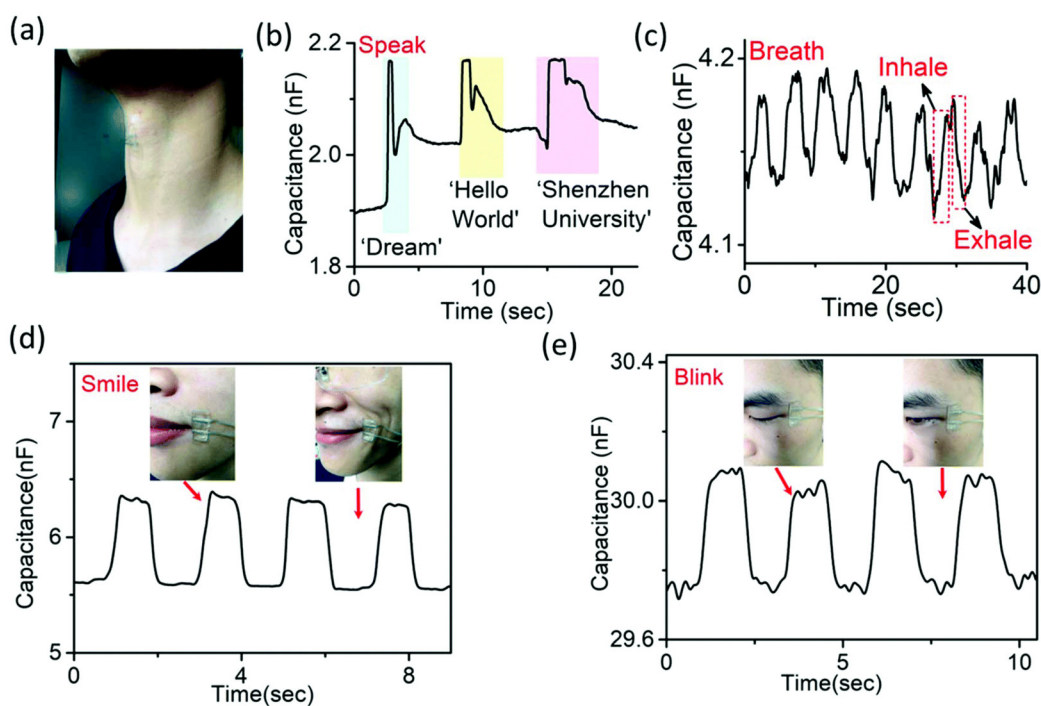 (a)
(b)
2.2
Speak
Capacitance (nF)
2.0
1.8
'Dream'
'Hello
World'
'Shenzhen
University'
0
10
20
Time (sec)
(c)
4.2
Breath
Inhale
Capacitance (nF)
4.1
Exhale
0
20
40
Time (sec)
(d)
Smile
7
Capacitance(nF)
6
5
0
4
8
Time(sec)
(e)
30.4
Blink
Capacitance (nF)
30.0
29.6
0
5
10
Time(sec)